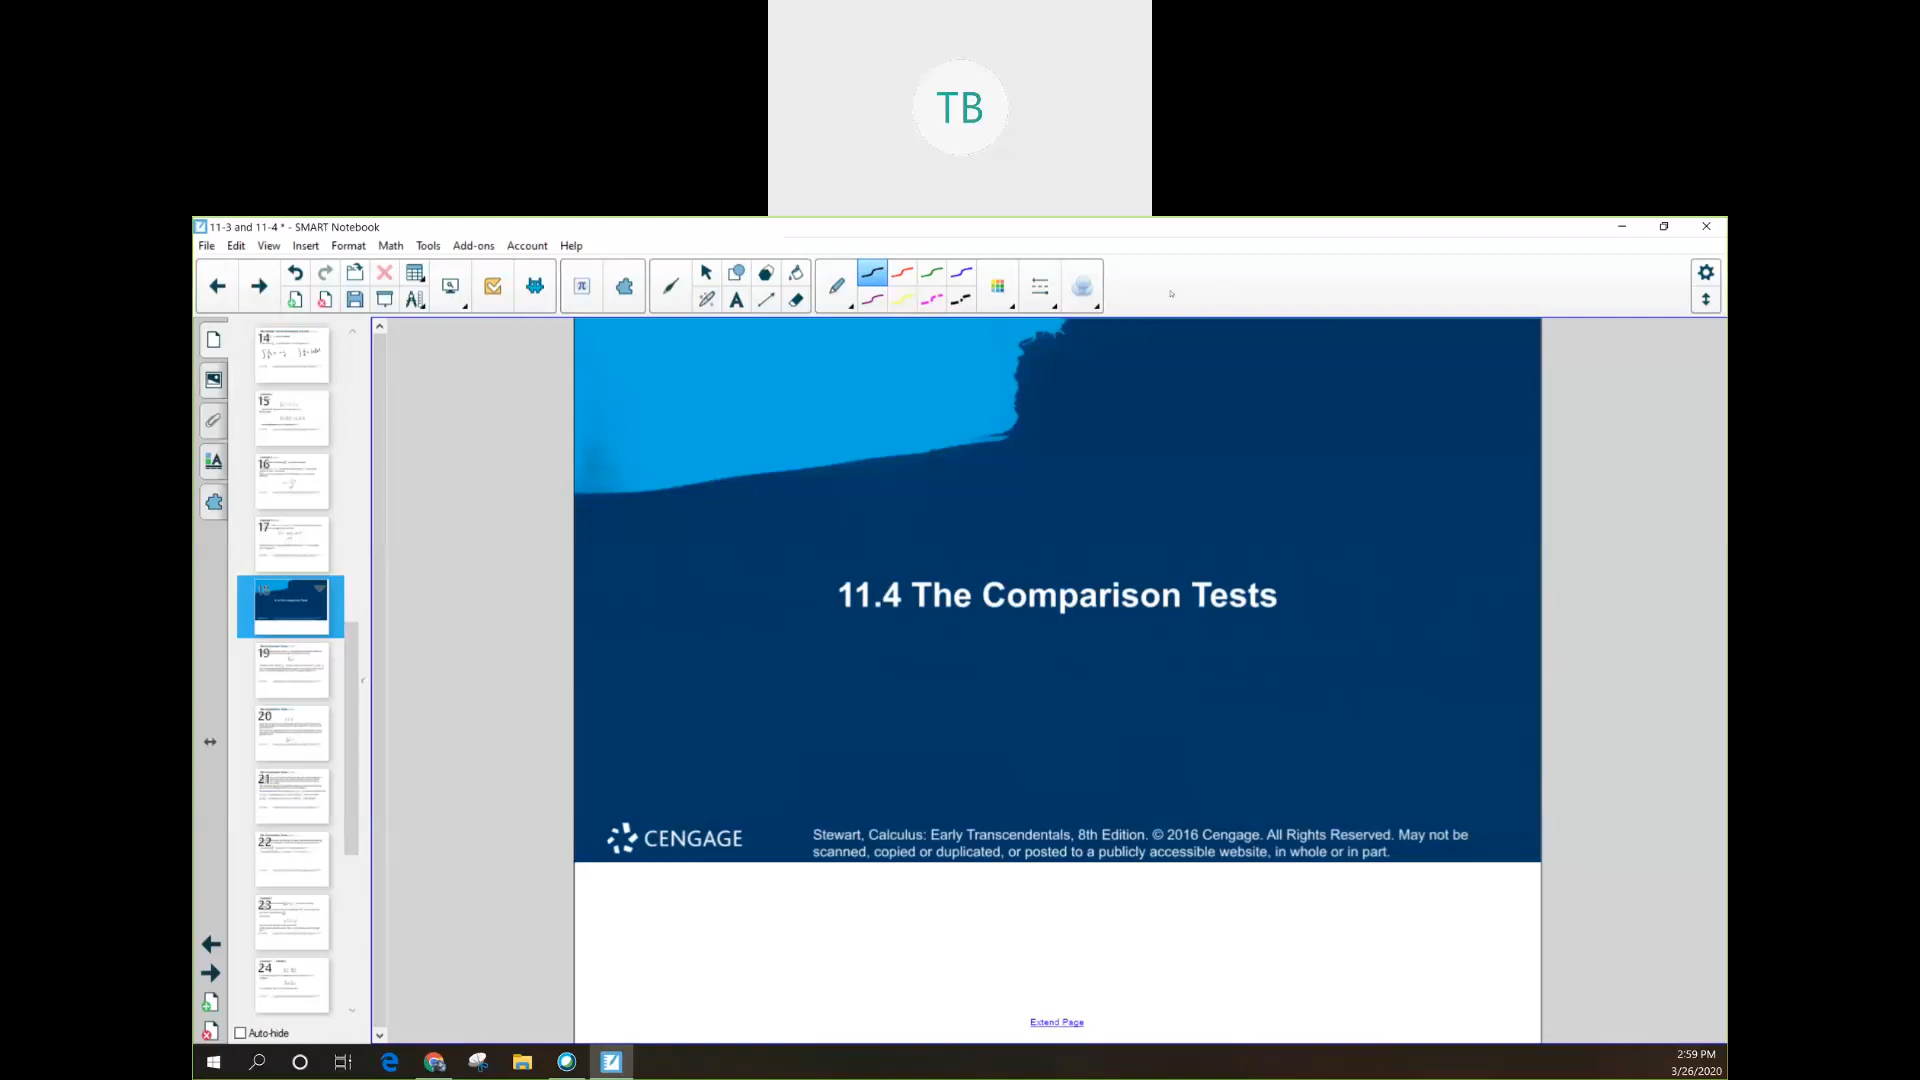 TB
11-3 and 11-4 * - SMART Notebook
File Edit View Insert Format Math Tools Add-ons Account Help
14
15
16
17
18
19
20
21
22
23
24
11.4 The Comparison Tests
CENGAGE
Stewart, Calculus: Early Transcendentals, 8th Edition. © 2016 Cengage. All Rights Reserved. May not be
scanned, copied or duplicated, or posted to a publicly accessible website, in whole or in part.
Extend Page
Auto-hide
2:59 PM
3/26/2020